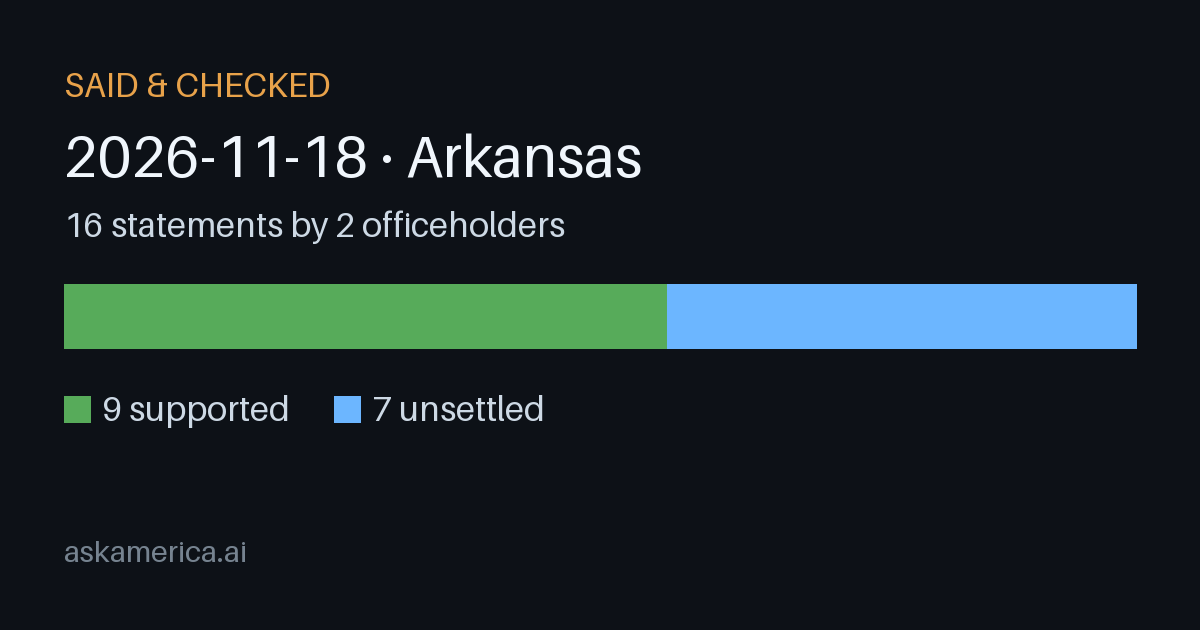 SAID & CHECKED
2026-11-18 · Arkansas
16 statements by 2 officeholders
9 supported 7 unsettled
askamerica.ai